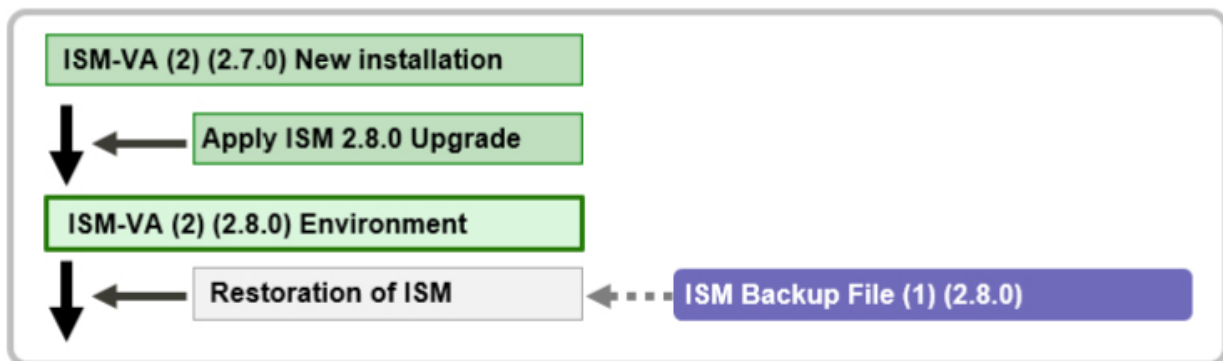 ISM-VA (2) (2.7.0) New installation
Apply ISM 2.8.0 Upgrade
ISM-VA (2) (2.8.0) Environment
Restoration of ISM
ISM Backup File (1) (2.8.0)